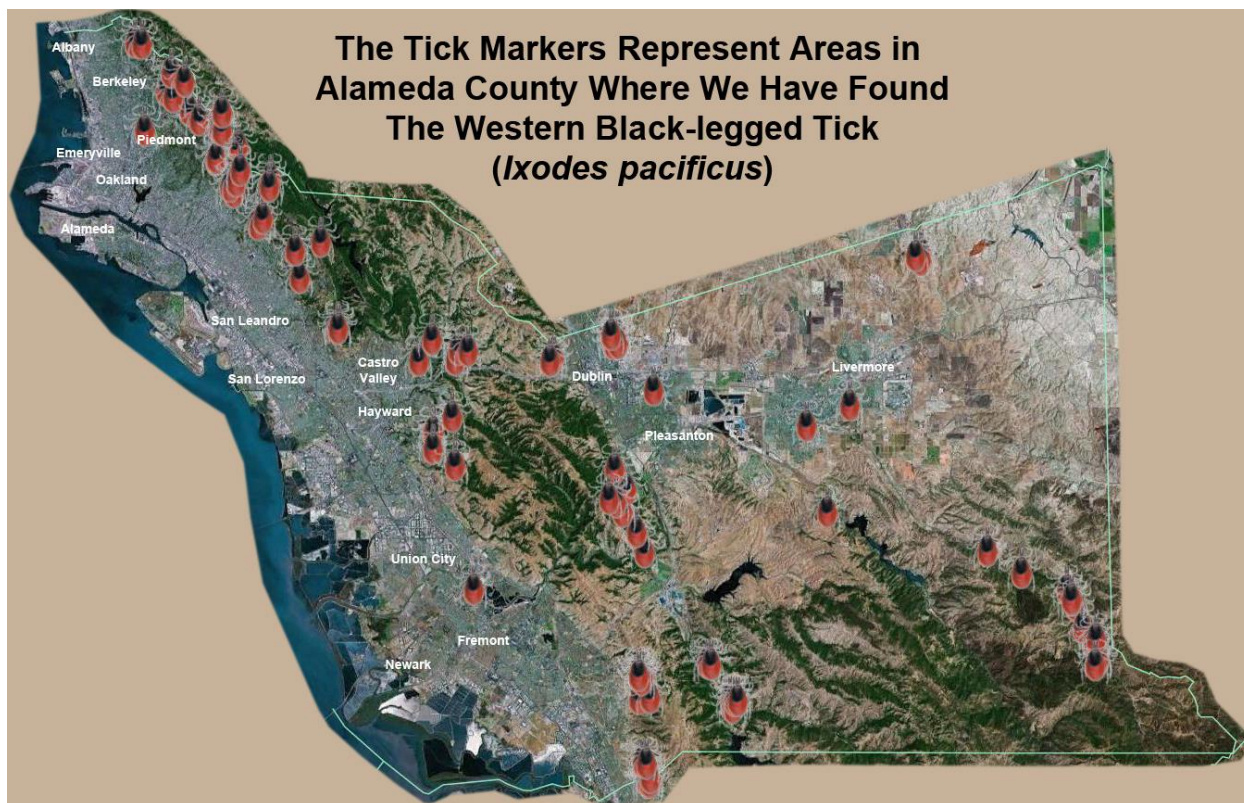 The Tick Markers Represent Areas in
Alameda County Where We Have Found
The Western Black-legged Tick
(Ixodes pacificus)
Albany
Berkeley
Piedmont
Emeryville
Oakland
Alameda
San Leandro
San Lorenzo
Castro
Valley
Hayward
Dublin
Livermore
Pleasanton
Union City
Fremont
Newark